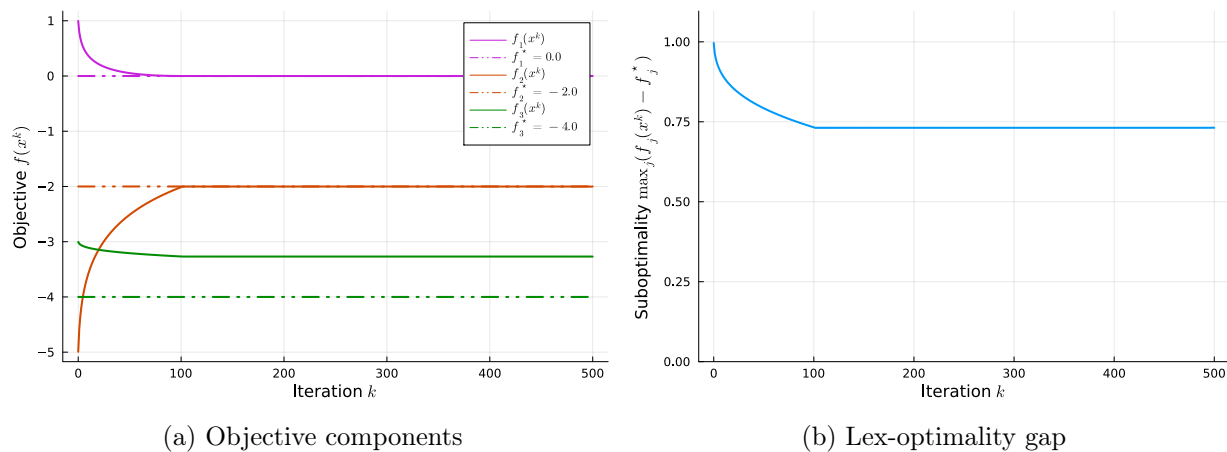 1
0
−1
−2
−3
−4
−5
0
100
200
300
400
500
Objective f(x^k)
Iteration k
f_1(x^k)
f_1^⋆ = 0.0
f_2(x^k)
f_2^⋆ = −2.0
f_3(x^k)
f_3^⋆ = −4.0
(a) Objective components
1.00
0.75
0.50
0.25
0.00
0
100
200
300
400
500
Suboptimality max_j(f_j(x^k) − f_j^⋆)
Iteration k
(b) Lex-optimality gap